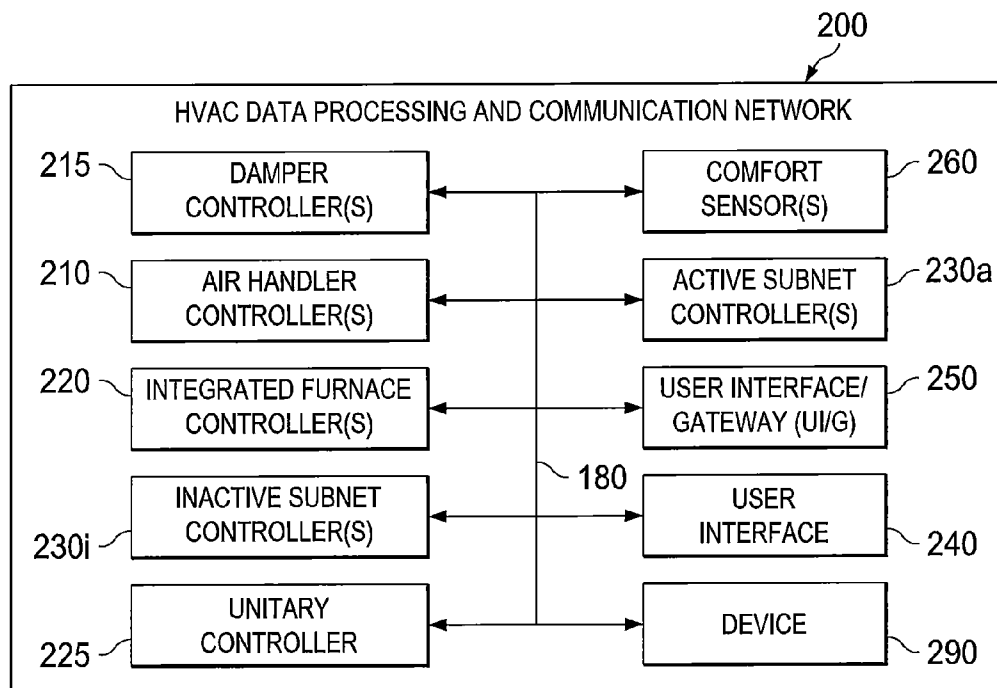 200
HVAC DATA PROCESSING AND COMMUNICATION NETWORK
215
DAMPER
CONTROLLER(S)
COMFORT
SENSOR(S)
260
210
AIR HANDLER
CONTROLLER(S)
ACTIVE SUBNET
CONTROLLER(S)
230a
220
INTEGRATED FURNACE
CONTROLLER(S)
USER INTERFACE/
GATEWAY (UI/G)
250
180
INACTIVE SUBNET
CONTROLLER(S)
230i
USER
INTERFACE
240
UNITARY
CONTROLLER
225
DEVICE
290